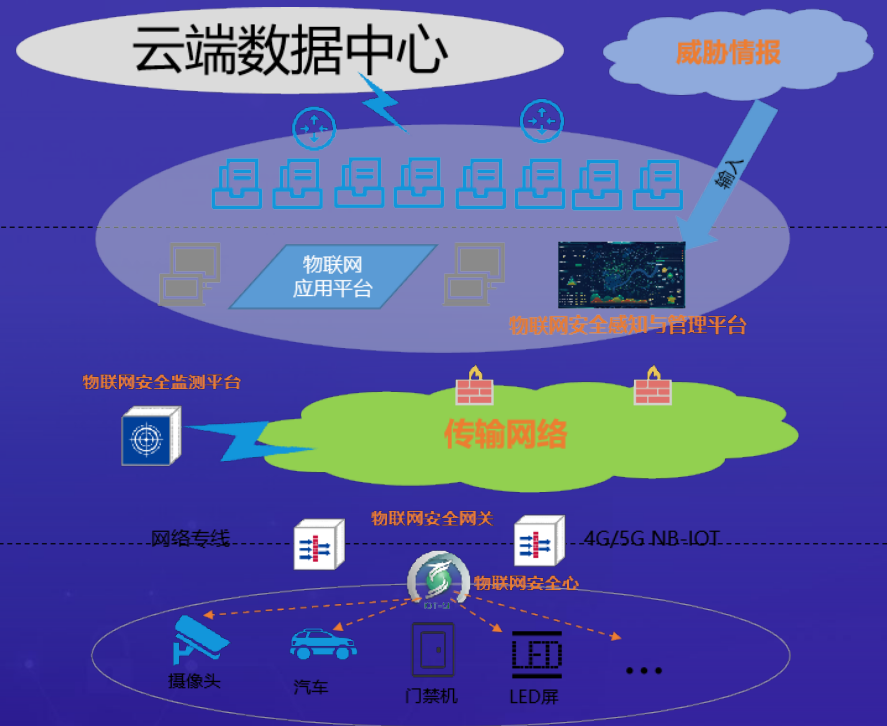 云端数据中心
威胁情报
输入
物联网
应用平台
物联网安全感知与管理平台
物联网安全监测平台
传输网络
物联网安全网关
网络专线
4G/5G NB-IOT
物联网安全心
摄像头
汽车
门禁机
LED
LED屏